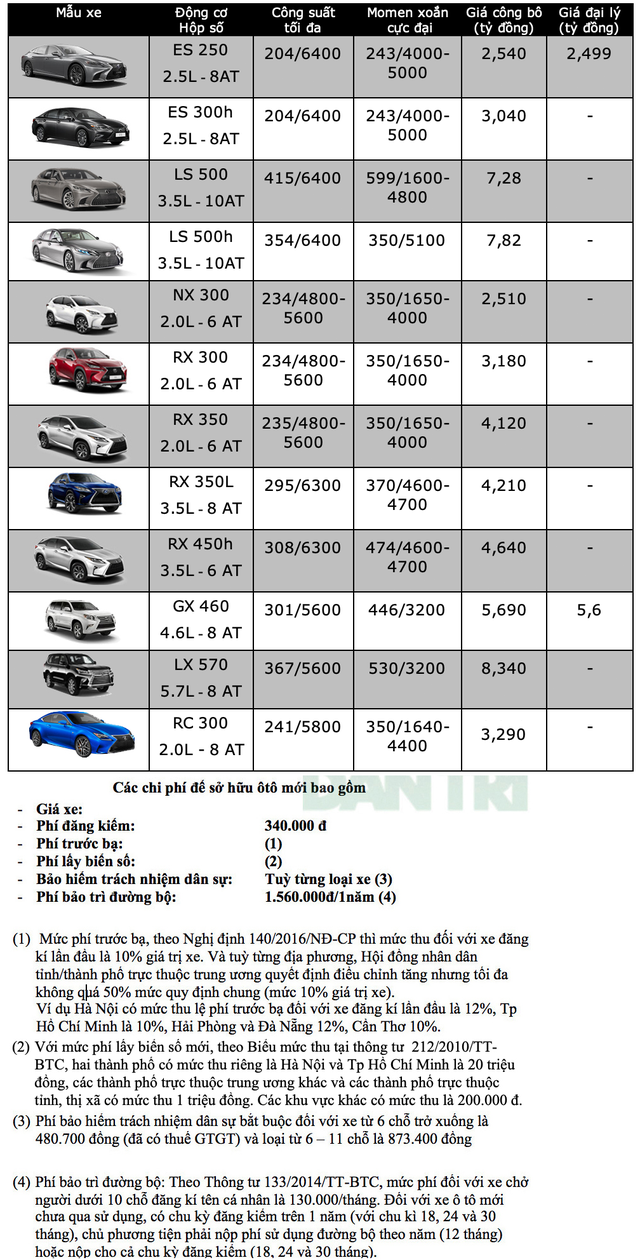 Mẫu xe Động cơ Công suất Momen xoắn Giá công bố Giá đại lý
Hộp số tối đa cực đại (tỷ đồng) (tỷ đồng)
ES 250 204/6400 243/4000- 2,540 2,499
2.5L - 8AT 5000
ES 300h 204/6400 243/4000- 3,040 -
2.5L - 8AT 5000
LS 500 415/6400 599/1600- 7,28 -
3.5L - 10AT 4800
LS 500h 354/6400 350/5100 7,82 -
3.5L - 10AT
NX 300 234/4800- 350/1650- 2,510 -
2.0L - 6 AT 5600 4000
RX 300 234/4800- 350/1650- 3,180 -
2.0L - 6 AT 5600 4000
RX 350 235/4800- 350/1650- 4,120 -
2.0L - 6 AT 5600 4000
RX 350L 295/6300 370/4600- 4,210 -
3.5L - 8 AT 4700
RX 450h 308/6300 474/4600- 4,640 -
3.5L - 6 AT 4700
GX 460 301/5600 446/3200 5,690 5,6
4.6L - 8 AT
LX 570 367/5600 530/3200 8,340 -
5.7L - 8 AT
RC 300 241/5800 350/1640- 3,290 -
2.0L - 8 AT 4400
DÂN TRÍ
Các chi phí để sở hữu ôtô mới bao gồm
- Giá xe:
- Phí đăng kiểm: 340.000 đ
- Phí trước bạ: (1)
- Phí lấy biển số: (2)
- Bảo hiểm trách nhiệm dân sự: Tuỳ từng loại xe (3)
- Phí bảo trì đường bộ: 1.560.000đ/1năm (4)
(1) Mức phí trước bạ, theo Nghị định 140/2016/NĐ-CP thì mức thu đối với xe đăng
kí lần đầu là 10% giá trị xe. Và tuỳ từng địa phương, Hội đồng nhân dân
tỉnh/thành phố trực thuộc trung ương quyết định điều chỉnh tăng nhưng tối đa
không quá 50% mức quy định chung (mức 10% giá trị xe).
Ví dụ Hà Nội có mức thu lệ phí trước bạ đối với xe đăng kí lần đầu là 12%, Tp
Hồ Chí Minh là 10%, Hải Phòng và Đà Nẵng 12%, Cần Thơ 10%.
(2) Với mức phí lấy biển số mới, theo Biểu mức thu tại thông tư 212/2010/TT-
BTC, hai thành phố có mức thu riêng là Hà Nội và Tp Hồ Chí Minh là 20 triệu
đồng, các thành phố trực thuộc trung ương khác và các thành phố trực thuộc
tỉnh, thị xã có mức thu 1 triệu đồng. Các khu vực khác có mức thu là 200.000 đ.
(3) Phí bảo hiểm trách nhiệm dân sự bắt buộc đối với xe từ 6 chỗ trở xuống là
480.700 đồng (đã có thuế GTGT) và loại từ 6 – 11 chỗ là 873.400 đồng
(4) Phí bảo trì đường bộ: Theo Thông tư 133/2014/TT-BTC, mức phí đối với xe chở
người dưới 10 chỗ đăng kí tên cá nhân là 130.000/tháng. Đối với xe ô tô mới
chưa qua sử dụng, có chu kỳ đăng kiểm trên 1 năm (với chu kì 18, 24 và 30
tháng), chủ phương tiện phải nộp phí sử dụng đường bộ theo năm (12 tháng)
hoặc nộp cho cả chu kỳ đăng kiểm (18, 24 và 30 tháng).